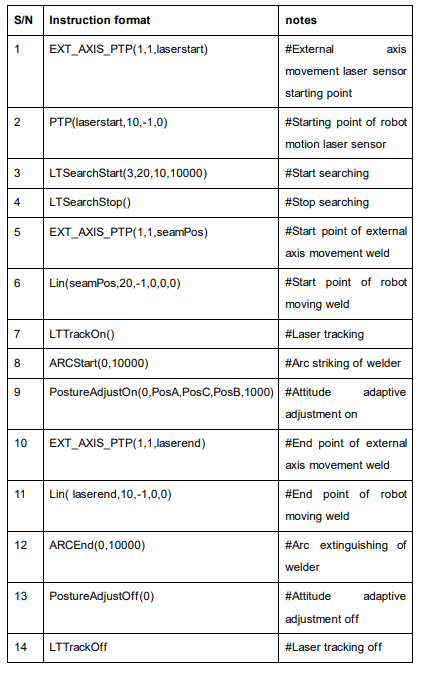 S/N Instruction format notes
1 EXT_AXIS_PTP(1,1,laserstart) #External axis
movement laser sensor
starting point
2 PTP(laserstart,10,-1,0) #Starting point of robot
motion laser sensor
3 LTSearchStart(3,20,10,10000) #Start searching
4 LTSearchStop() #Stop searching
5 EXT_AXIS_PTP(1,1,seamPos) #Start point of external
axis movement weld
6 Lin(seamPos,20,-1,0,0,0) #Start point of robot
moving weld
7 LTTrackOn() #Laser tracking
8 ARCStart(0,10000) #Arc striking of welder
9 PostureAdjustOn(0,PosA,PosC,PosB,1000) #Attitude adaptive
adjustment on
10 EXT_AXIS_PTP(1,1,laserend) #End point of external
axis movement weld
11 Lin( laserend,10,-1,0,0) #End point of robot
moving weld
12 ARCEnd(0,10000) #Arc extinguishing of
welder
13 PostureAdjustOff(0) #Attitude adaptive
adjustment off
14 LTTrackOff #Laser tracking off